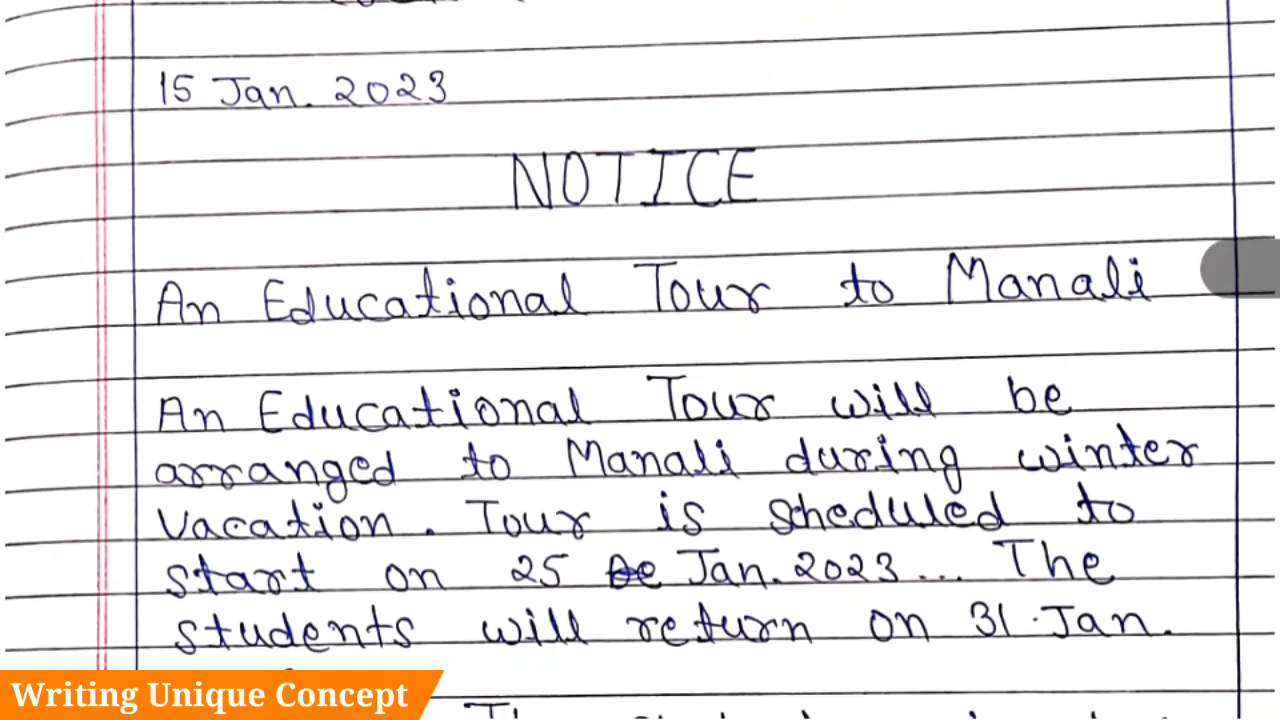 15 Jan. 2023
NOTICE
An Educational Tour to Manali
An Educational Tour will be
arranged to Manali during winter
Vacation. Tour is scheduled to
start on 25 Jan. 2023... The
students will return on 31 Jan.
Writing Unique Concept